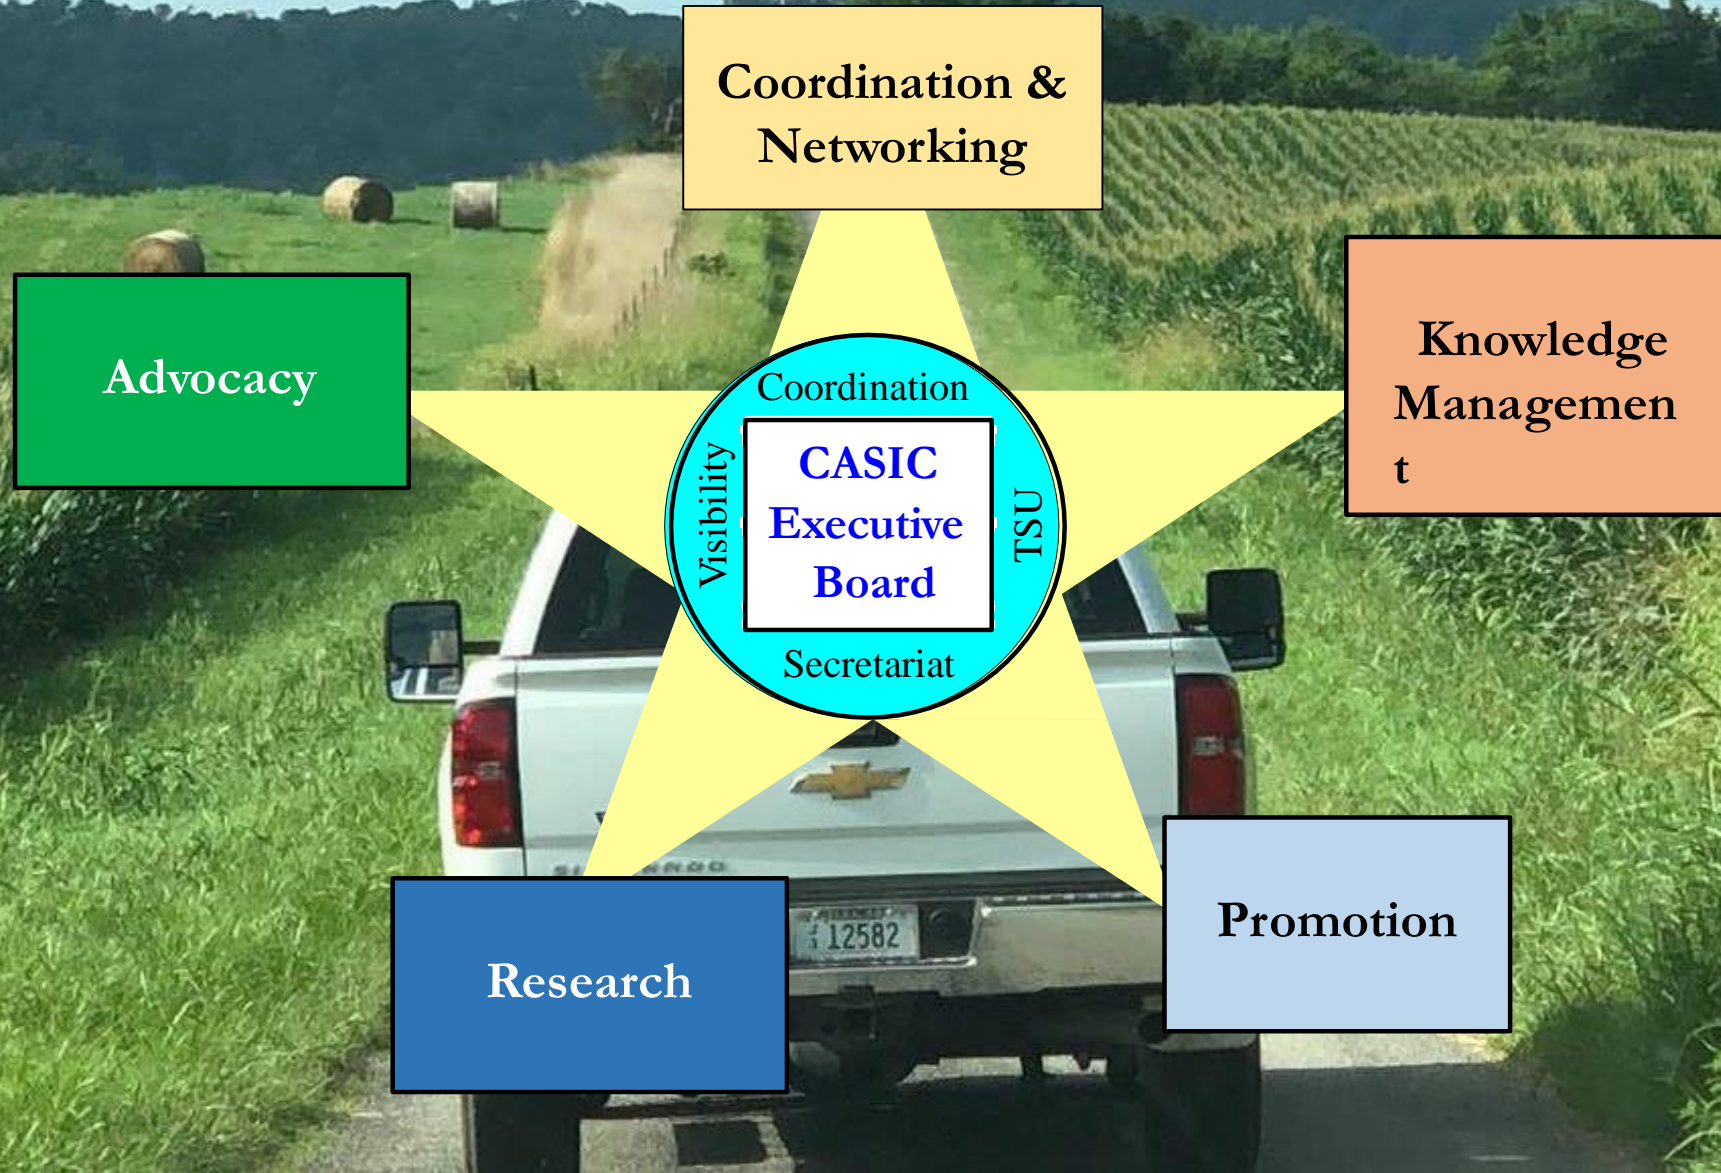 Coordination &
Networking
Advocacy
Knowledge
Managemen
t
Coordination
Visibility
CASIC
Executive
Board
TSU
Secretariat
Research
Promotion
12582